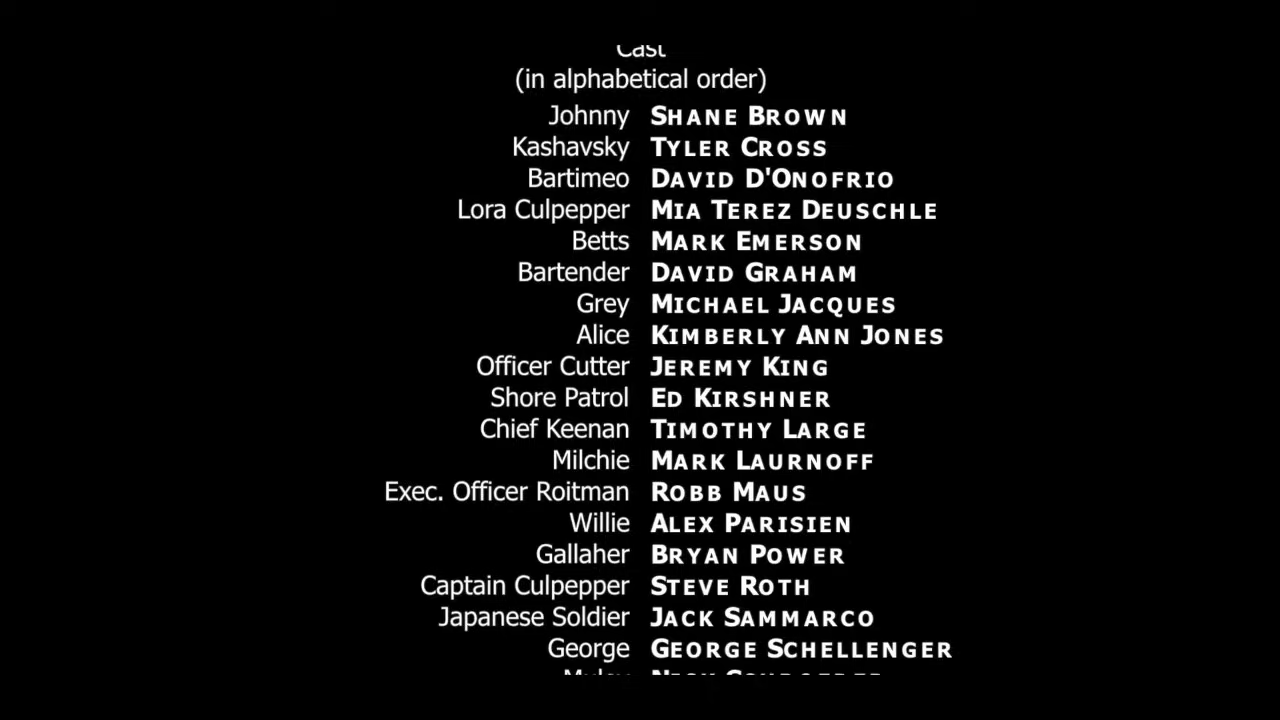 Cast
(in alphabetical order)
Johnny SHANE BROWN
Kashavsky TYLER CROSS
Bartimeo DAVID D'ONOFRIO
Lora Culpepper MIA TEREZ DEUSCHLE
Betts MARK EMERSON
Bartender DAVID GRAHAM
Grey MICHAEL JACQUES
Alice KIMBERLY ANN JONES
Officer Cutter JEREMY KING
Shore Patrol ED KIRSHNER
Chief Keenan TIMOTHY LARGE
Milchie MARK LAURNOFF
Exec. Officer Roitman ROBB MAUS
Willie ALEX PARISIEN
Gallaher BRYAN POWER
Captain Culpepper STEVE ROTH
Japanese Soldier JACK SAMMARCO
George GEORGE SCHELLENGER